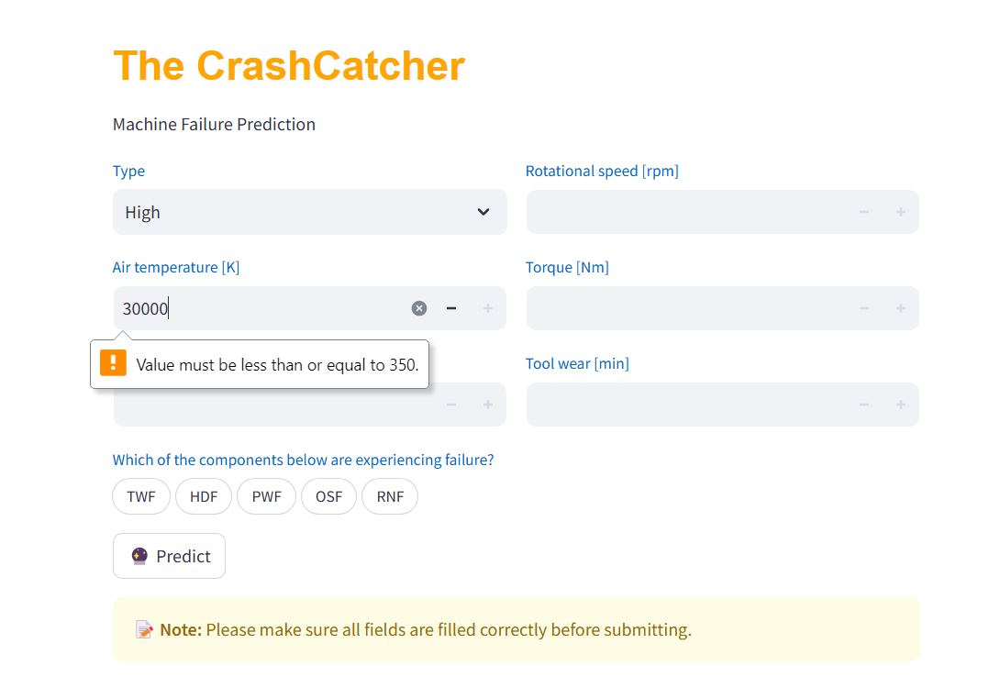 The CrashCatcher
Machine Failure Prediction
Type
Rotational speed [rpm]
High
Air temperature [K]
Torque [Nm]
30000
Value must be less than or equal to 350.
Tool wear [min]
Which of the components below are experiencing failure?
TWF HDF PWF OSF RNF
Predict
Note: Please make sure all fields are filled correctly before submitting.